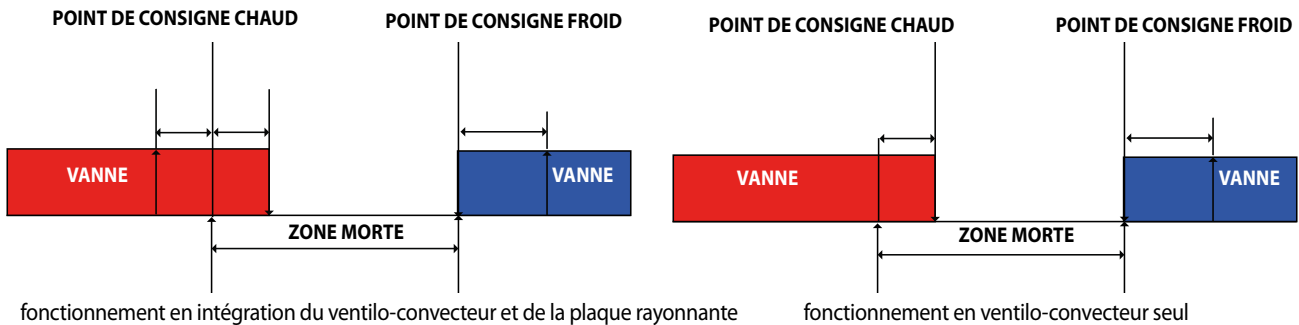 POINT DE CONSIGNE CHAUD
POINT DE CONSIGNE FROID
VANNE
VANNE
ZONE MORTE
fonctionnement en intégration du ventilo-convecteur et de la plaque rayonnante
POINT DE CONSIGNE CHAUD
POINT DE CONSIGNE FROID
VANNE
VANNE
ZONE MORTE
fonctionnement en ventilo-convecteur seul